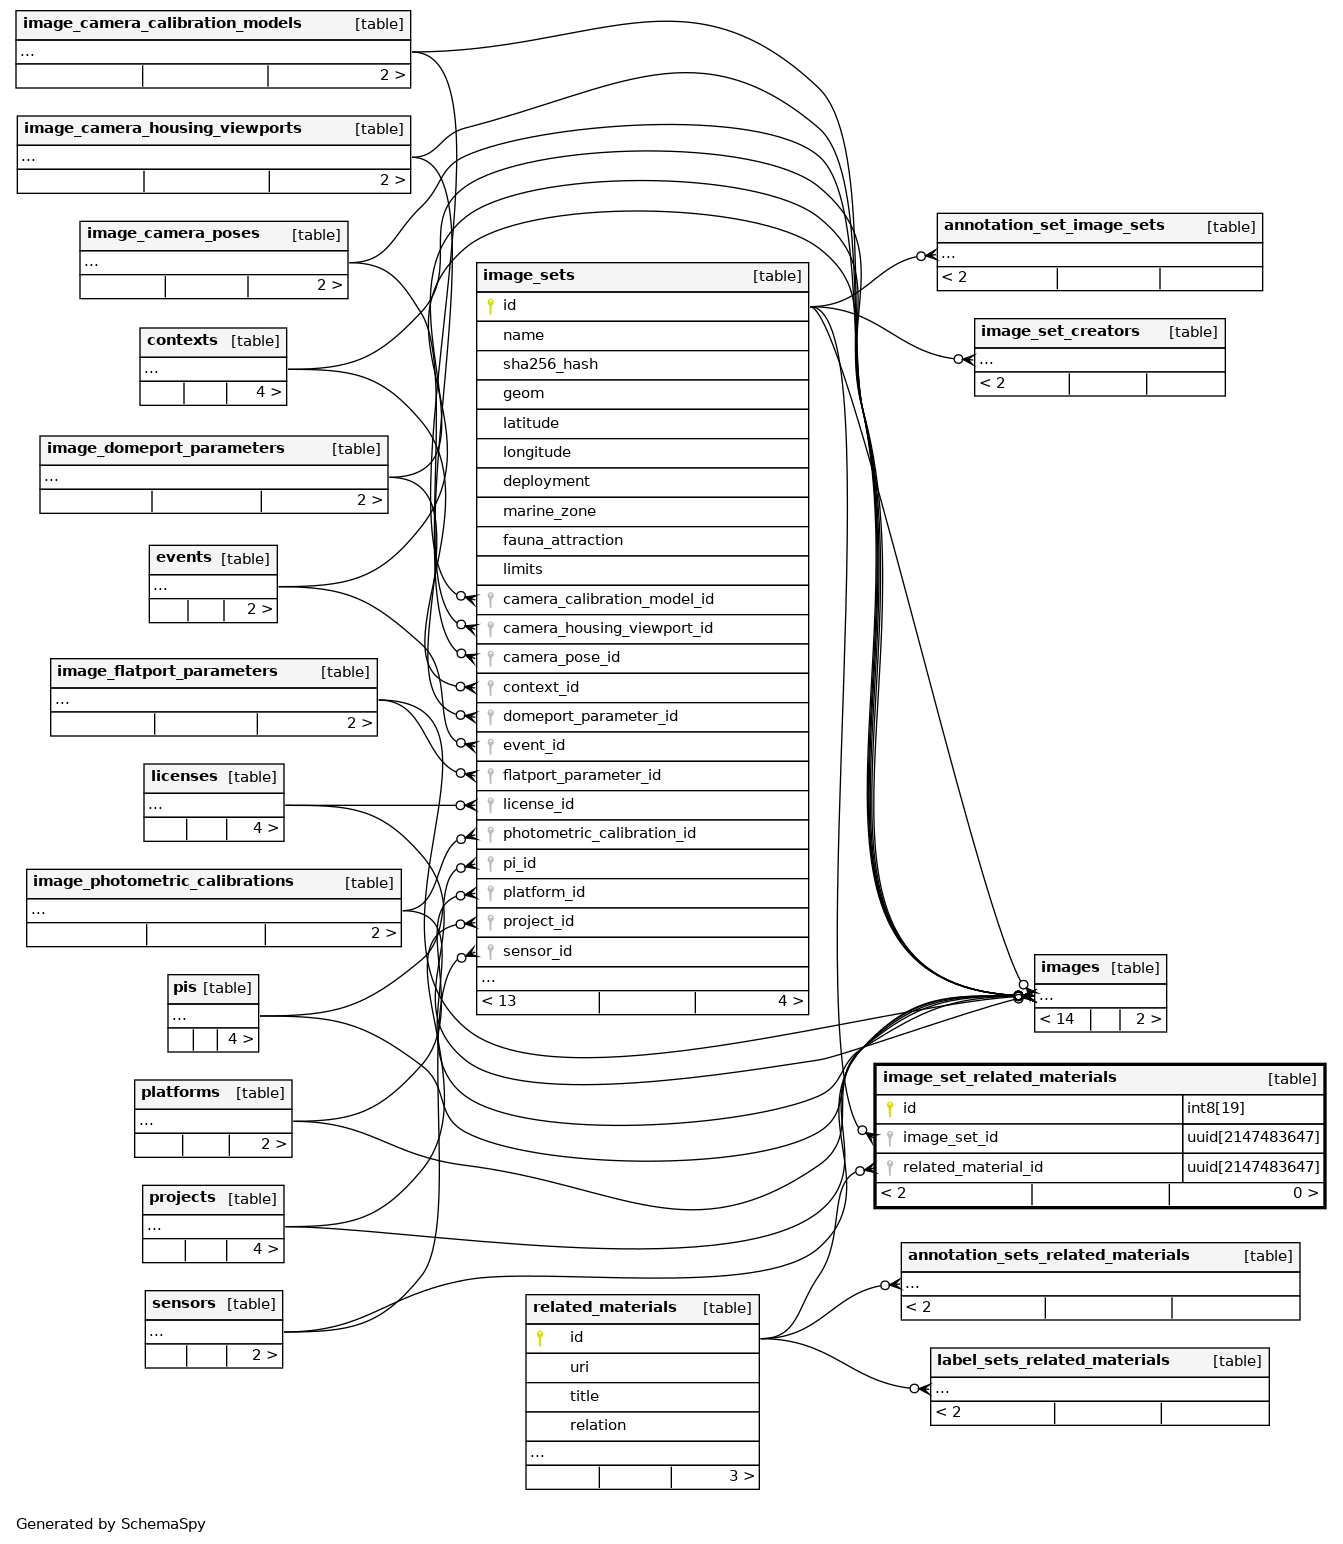 image_camera_calibration_models [table]
...
2 >
image_camera_housing_viewports [table]
...
2 >
image_camera_poses [table]
...
2 >
contexts [table]
...
4 >
image_domeport_parameters [table]
...
2 >
events [table]
...
2 >
image_flatport_parameters [table]
...
2 >
licenses [table]
...
4 >
image_photometric_calibrations [table]
...
2 >
pis [table]
...
4 >
platforms [table]
...
2 >
projects [table]
...
4 >
sensors [table]
...
2 >
image_sets [table]
id
name
sha256_hash
geom
latitude
longitude
deployment
marine_zone
fauna_attraction
limits
camera_calibration_model_id
camera_housing_viewport_id
camera_pose_id
context_id
domeport_parameter_id
event_id
flatport_parameter_id
license_id
photometric_calibration_id
pi_id
platform_id
project_id
sensor_id
...
< 13 4 >
related_materials [table]
id
uri
title
relation
...
3 >
annotation_set_image_sets [table]
...
< 2
image_set_creators [table]
...
< 2
images [table]
...
< 14 2 >
image_set_related_materials [table]
id int8[19]
image_set_id uuid[2147483647]
related_material_id uuid[2147483647]
< 2 0 >
annotation_sets_related_materials [table]
...
< 2
label_sets_related_materials [table]
...
< 2
Generated by SchemaSpy